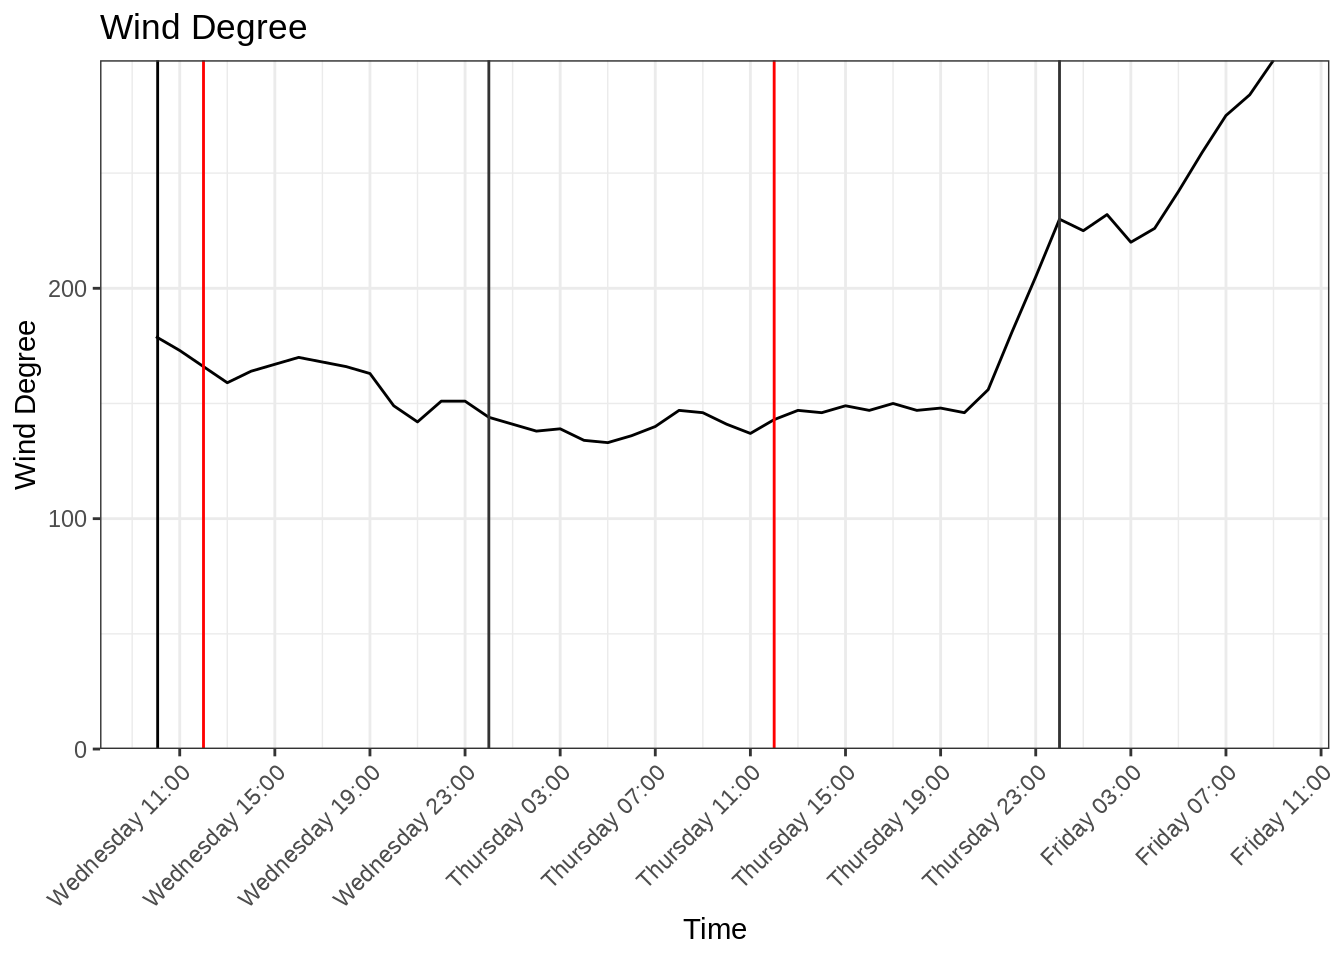 Wind Degree
Wind Degree
200
100
0
Wednesday 11:00
Wednesday 15:00
Wednesday 19:00
Wednesday 23:00
Thursday 03:00
Thursday 07:00
Thursday 11:00
Thursday 15:00
Thursday 19:00
Thursday 23:00
Friday 03:00
Friday 07:00
Friday 11:00
Time